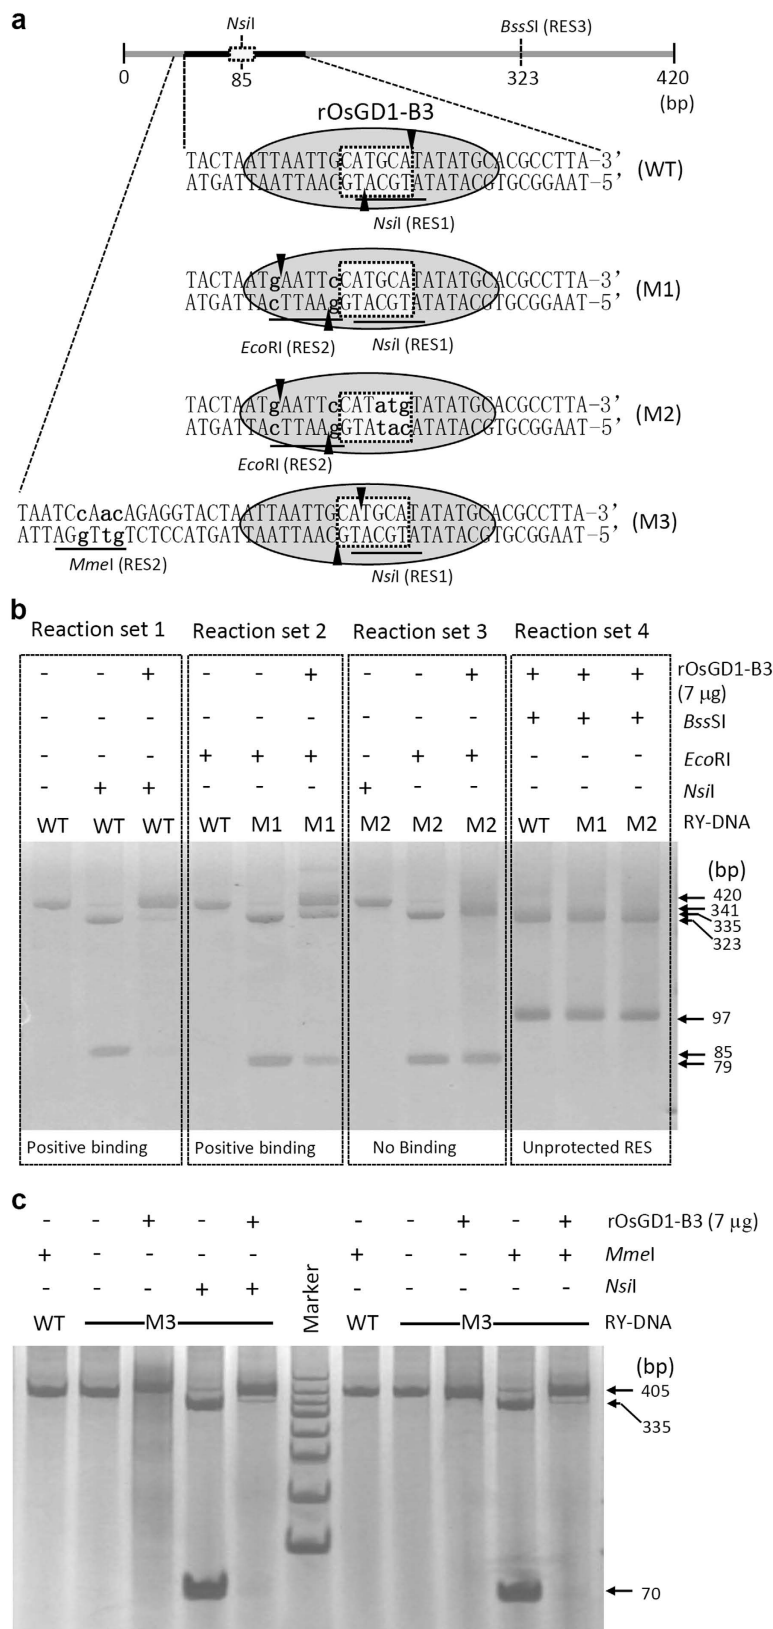 a
NsiI
BssSI (RES3)
0
85
323
420
(bp)
rOsGD1-B3
TACTAATTAATTGCATGCATATATGCACGCCTTA-3’
ATGATTAATTAACGTACGTATATACGTGCGGAAT-5’
(WT)
NsiI (RES1)
TACTAATgAATTcCATGCATATATGCACGCCTTA-3’
ATGATTAcTTAAgGTACGTATATACGTGCGGAAT-5’
(M1)
EcoRI (RES2)
NsiI (RES1)
TACTAATgAATTcCATatgTATATGCACGCCTTA-3’
ATGATTAcTTAAgGTAtacATATACGTGCGGAAT-5’
(M2)
EcoRI (RES2)
TAATCcAacAGAGGTACTAATTAATTGCATGCATATATGCACGCCTTA-3’
ATTAGgTtgTCTCCATGATTAATTAACGTACGTATATACGTGCGGAAT-5’
(M3)
MmeI (RES2)
NsiI (RES1)
b
Reaction set 1 Reaction set 2 Reaction set 3 Reaction set 4
- - + - - + - - + + + + rOsGD1-B3
(7 µg)
- - - - - - - - - + + + BssSI
- - - + + + - + + - - - EcoRI
- + + - - - + - - - - - NsiI
WT WT WT WT M1 M1 M2 M2 M2 WT M1 M2 RY-DNA
(bp)
420
341
335
323
97
85
79
Positive binding Positive binding No Binding Unprotected RES
c
- - + - + - - + - + rOsGD1-B3 (7 µg)
+ - - - - + - - + + MmeI
- - - + + - - - - - NsiI
Marker
WT M3 WT M3 RY-DNA
(bp)
405
335
70